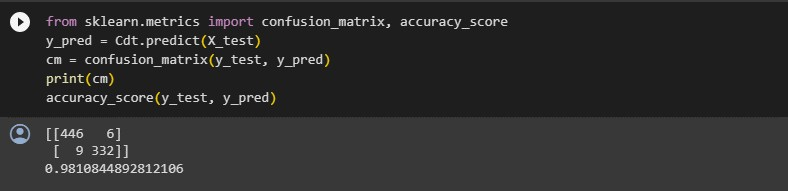 from sklearn.metrics import confusion_matrix, accuracy_score
y_pred = Cdt.predict(X_test)
cm = confusion_matrix(y_test, y_pred)
print(cm)
accuracy_score(y_test, y_pred)
[[446   6]
 [  9 332]]
0.9810844892812106